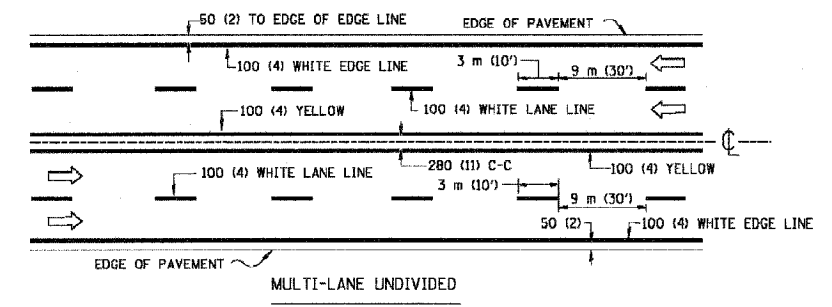 50 (2) TO EDGE OF EDGE LINE
EDGE OF PAVEMENT
100 (4) WHITE EDGE LINE
3 m (10')
9 m (30')
100 (4) YELLOW
100 (4) WHITE LANE LINE
℄
100 (4) WHITE LANE LINE
280 (11) C-C
100 (4) YELLOW
3 m (10')
9 m (30')
50 (2)
100 (4) WHITE EDGE LINE
EDGE OF PAVEMENT
MULTI-LANE UNDIVIDED